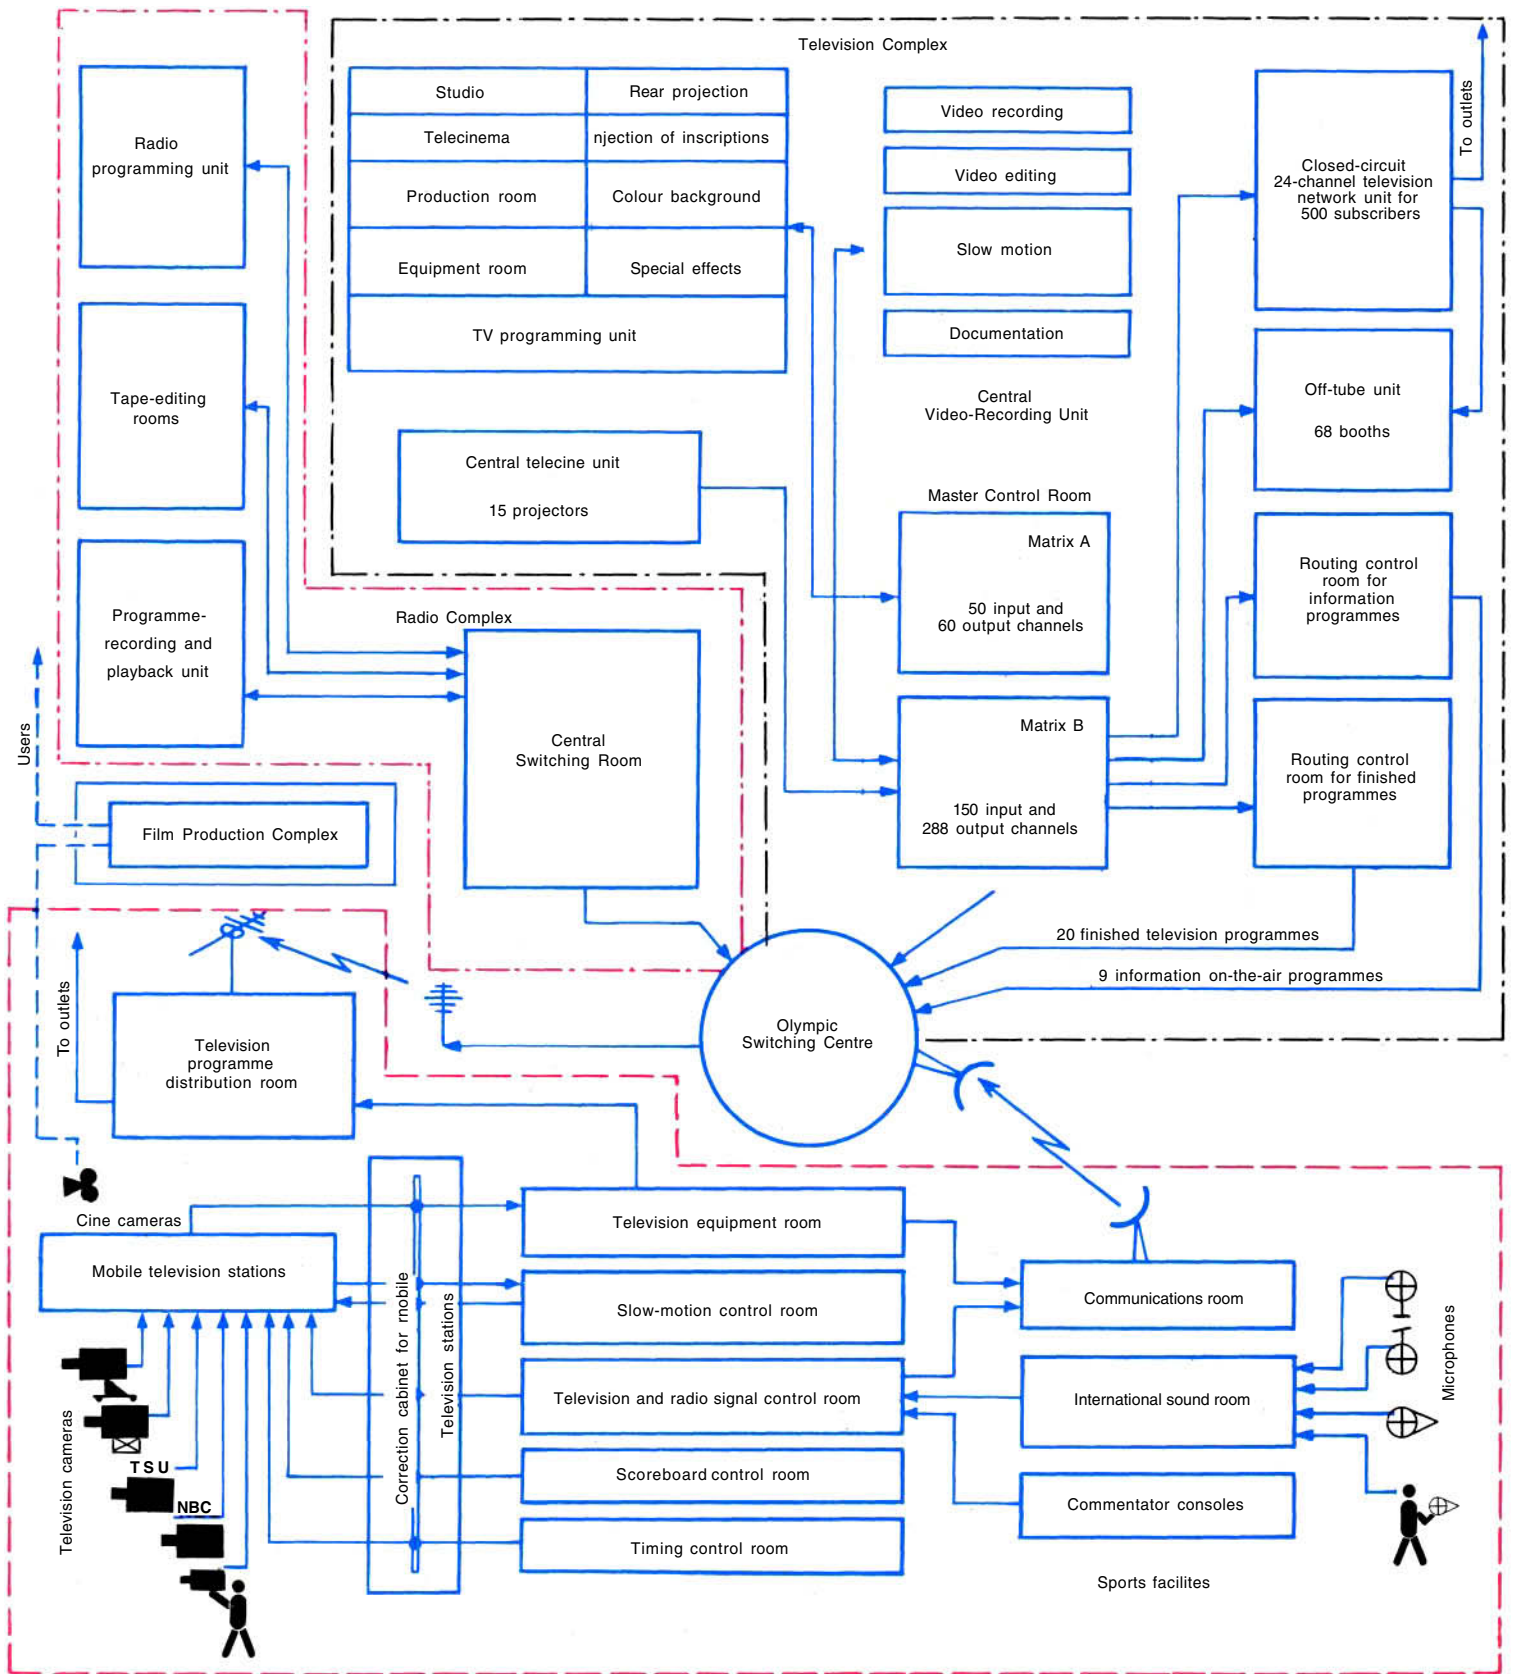 Television Complex
Radio
programming unit
Tape-editing
rooms
Programme-
recording and
playback unit
Studio
Rear projection
Telecinema
njection of inscriptions
Production room
Colour background
Equipment room
Special effects
TV programming unit
Central telecine unit
15 projectors
Video recording
Video editing
Slow motion
Documentation
Central
Video-Recording Unit
Master Control Room
Matrix A
50 input and
60 output channels
Matrix B
150 input and
288 output channels
Closed-circuit
24-channel television
network unit for
500 subscribers
To outlets
Off-tube unit
68 booths
Routing control
room for
information
programmes
Routing control
room for finished
programmes
Radio Complex
Central
Switching Room
Users
Film Production Complex
20 finished television programmes
9 information on-the-air programmes
Olympic
Switching Centre
To outlets
Television
programme
distribution room
Cine cameras
Mobile television stations
Correction cabinet for mobile
Television stations
Television equipment room
Slow-motion control room
Television and radio signal control room
Scoreboard control room
Timing control room
Communications room
International sound room
Commentator consoles
Microphones
Television cameras
TSU
NBC
Sports facilites